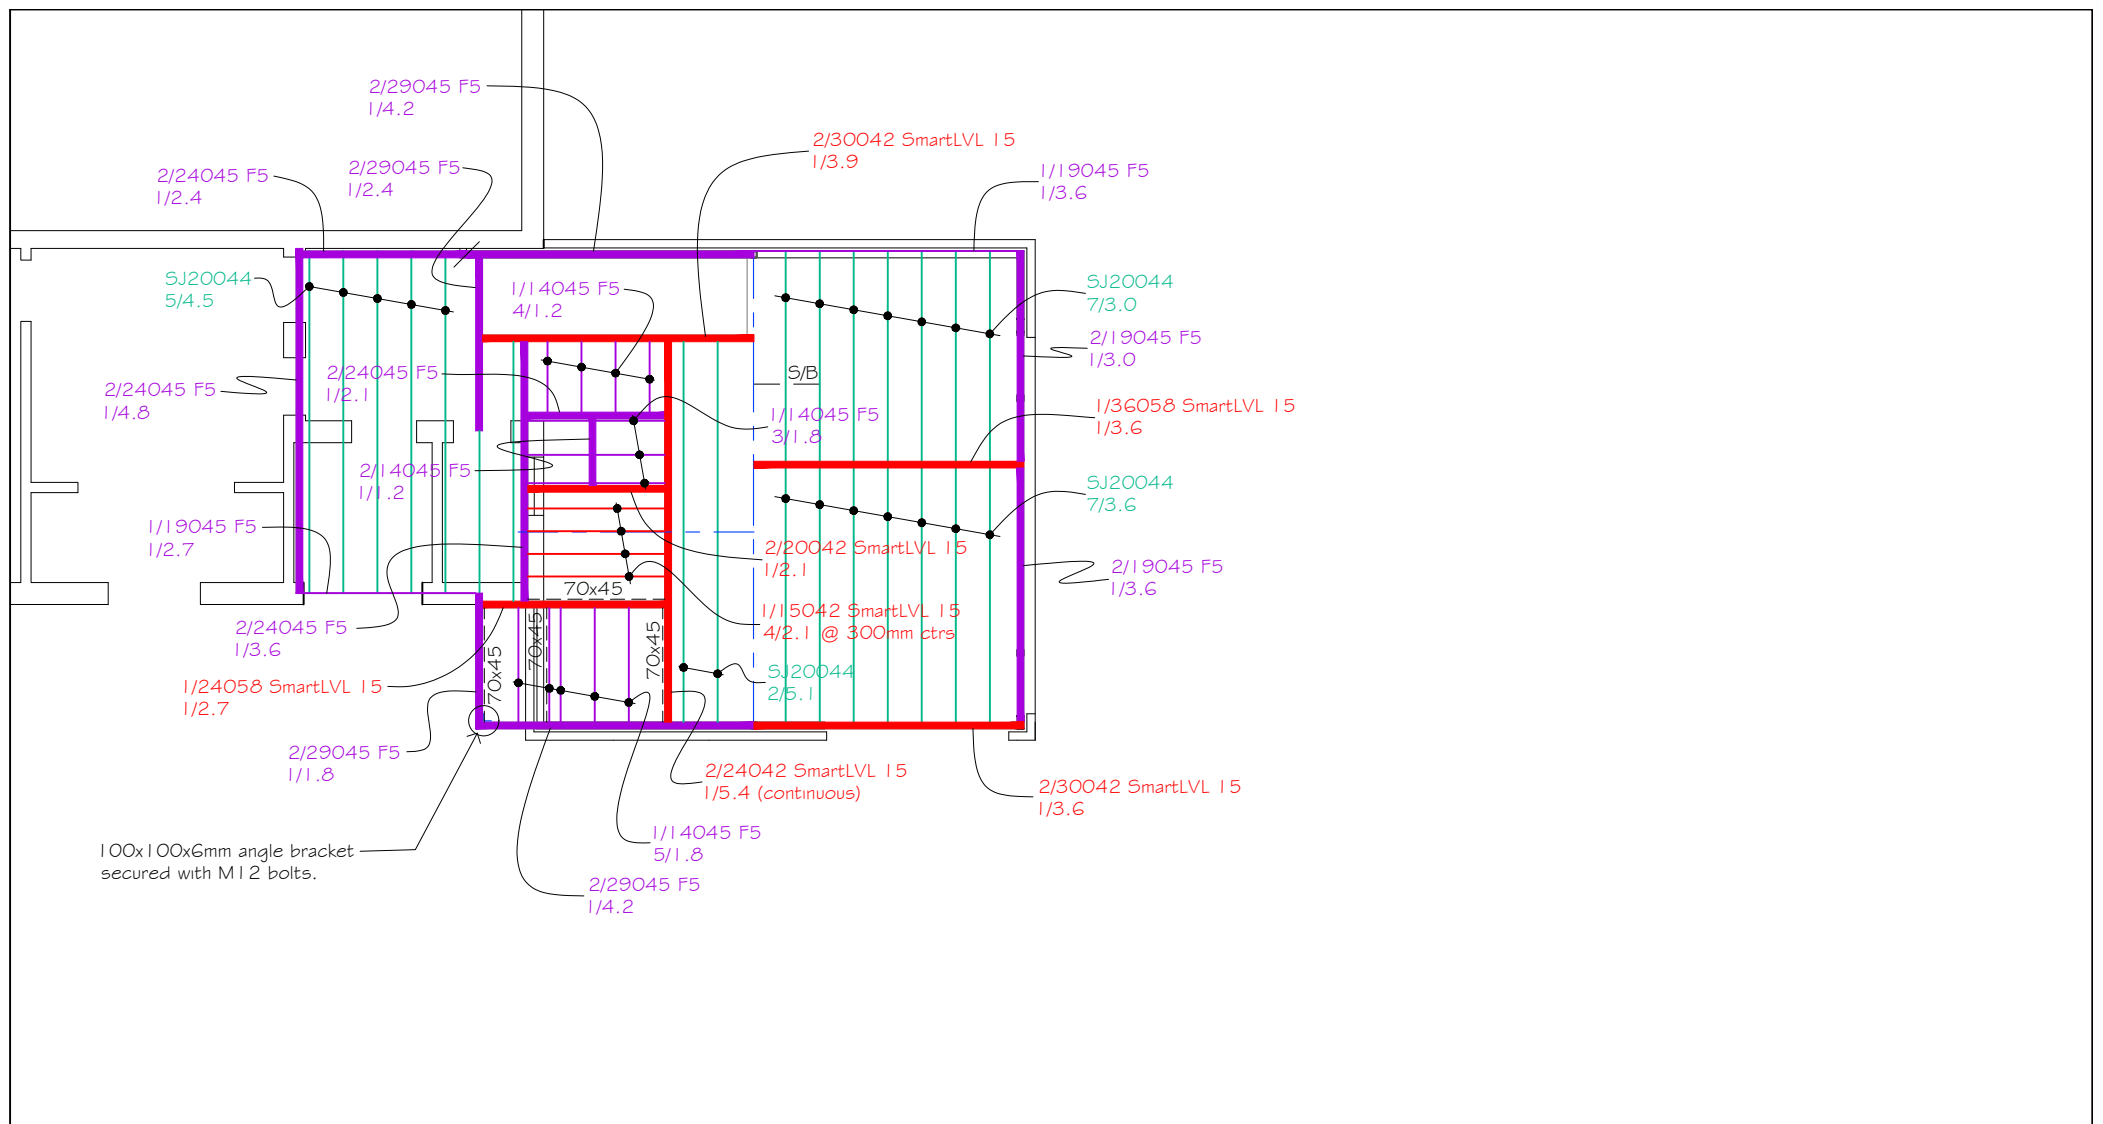 2/29045 F5
1/4.2
2/30042 SmartLVL 15
1/3.9
2/24045 F5
1/2.4
2/29045 F5
1/2.4
1/19045 F5
1/3.6
SJ20044
5/4.5
1/14045 F5
4/1.2
SJ20044
7/3.0
2/19045 F5
1/3.0
2/24045 F5
1/4.8
2/24045 F5
1/2.1
S/B
1/14045 F5
3/1.8
1/36058 SmartLVL 15
1/3.6
2/14045 F5
1/1.2
SJ20044
7/3.6
1/19045 F5
1/2.7
2/20042 SmartLVL 15
1/2.1
2/19045 F5
1/3.6
70x45
1/15042 SmartLVL 15
4/2.1 @ 300mm ctrs
2/24045 F5
1/3.6
70x45
70x45
70x45
SJ20044
2/5.1
1/24058 SmartLVL 15
1/2.7
2/29045 F5
1/1.8
2/24042 SmartLVL 15
1/5.4 (continuous)
2/30042 SmartLVL 15
1/3.6
1/14045 F5
5/1.8
100x100x6mm angle bracket
secured with M12 bolts.
2/29045 F5
1/4.2